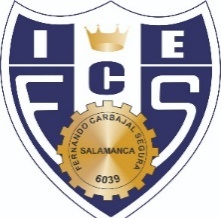 I E
C
F S
FERNANDO CARBAJAL SEGURA
SALAMANCA
6039